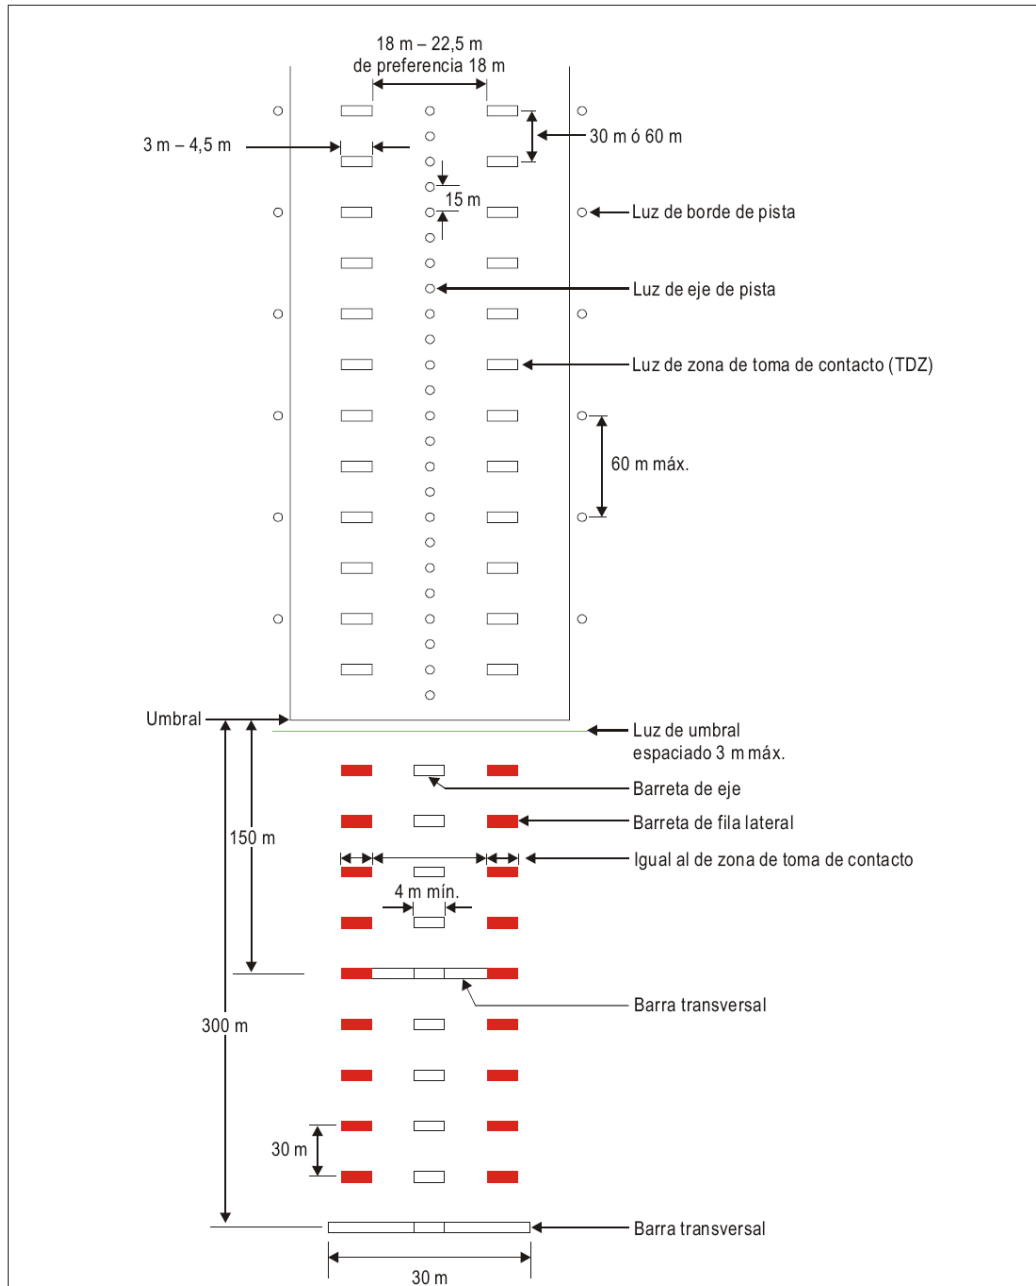 18 m – 22,5 m
de preferencia 18 m
3 m – 4,5 m
30 m ó 60 m
15 m
Luz de borde de pista
Luz de eje de pista
Luz de zona de toma de contacto (TDZ)
60 m máx.
Umbral
Luz de umbral
espaciado 3 m máx.
Barreta de eje
Barreta de fila lateral
150 m
Igual al de zona de toma de contacto
4 m mín.
Barra transversal
300 m
30 m
Barra transversal
30 m